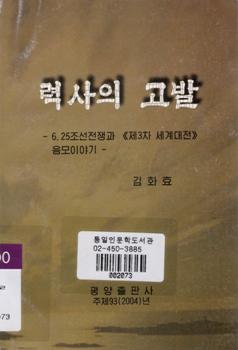 력사의 고발
- 6.25조선전쟁과 《제3차 세계대전》
음모이야기 -
김화효
통일인문학도서관
02-450-3885
002073
평양출판사
주체93(2004)년
00
073